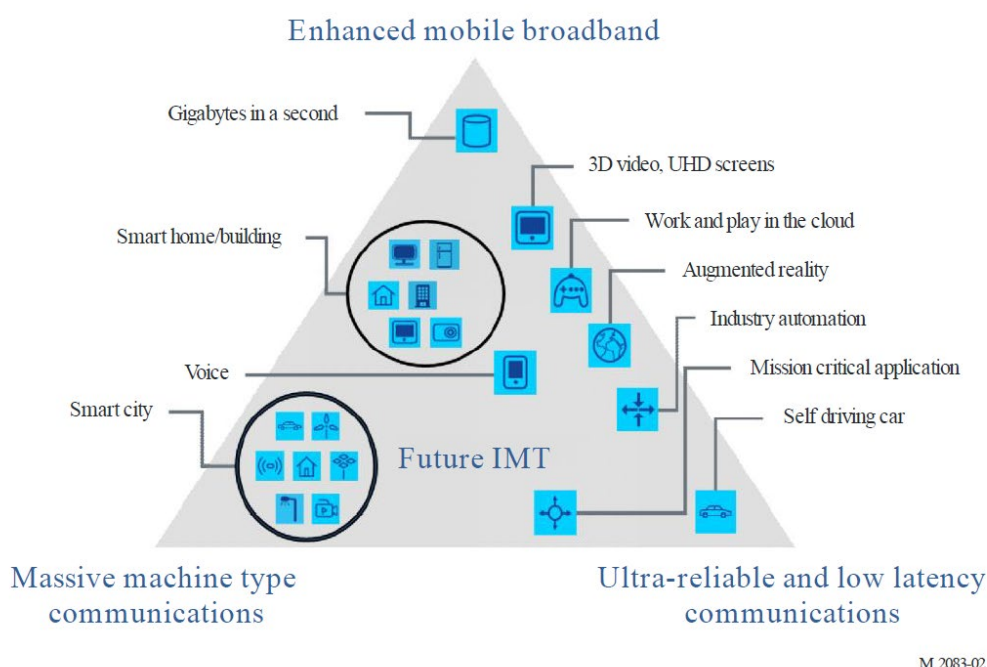 Enhanced mobile broadband
Gigabytes in a second
3D video, UHD screens
Work and play in the cloud
Smart home/building
Augmented reality
Industry automation
Voice
Mission critical application
Smart city
Self driving car
Future IMT
Massive machine type
communications
Ultra-reliable and low latency
communications
M.2083-02